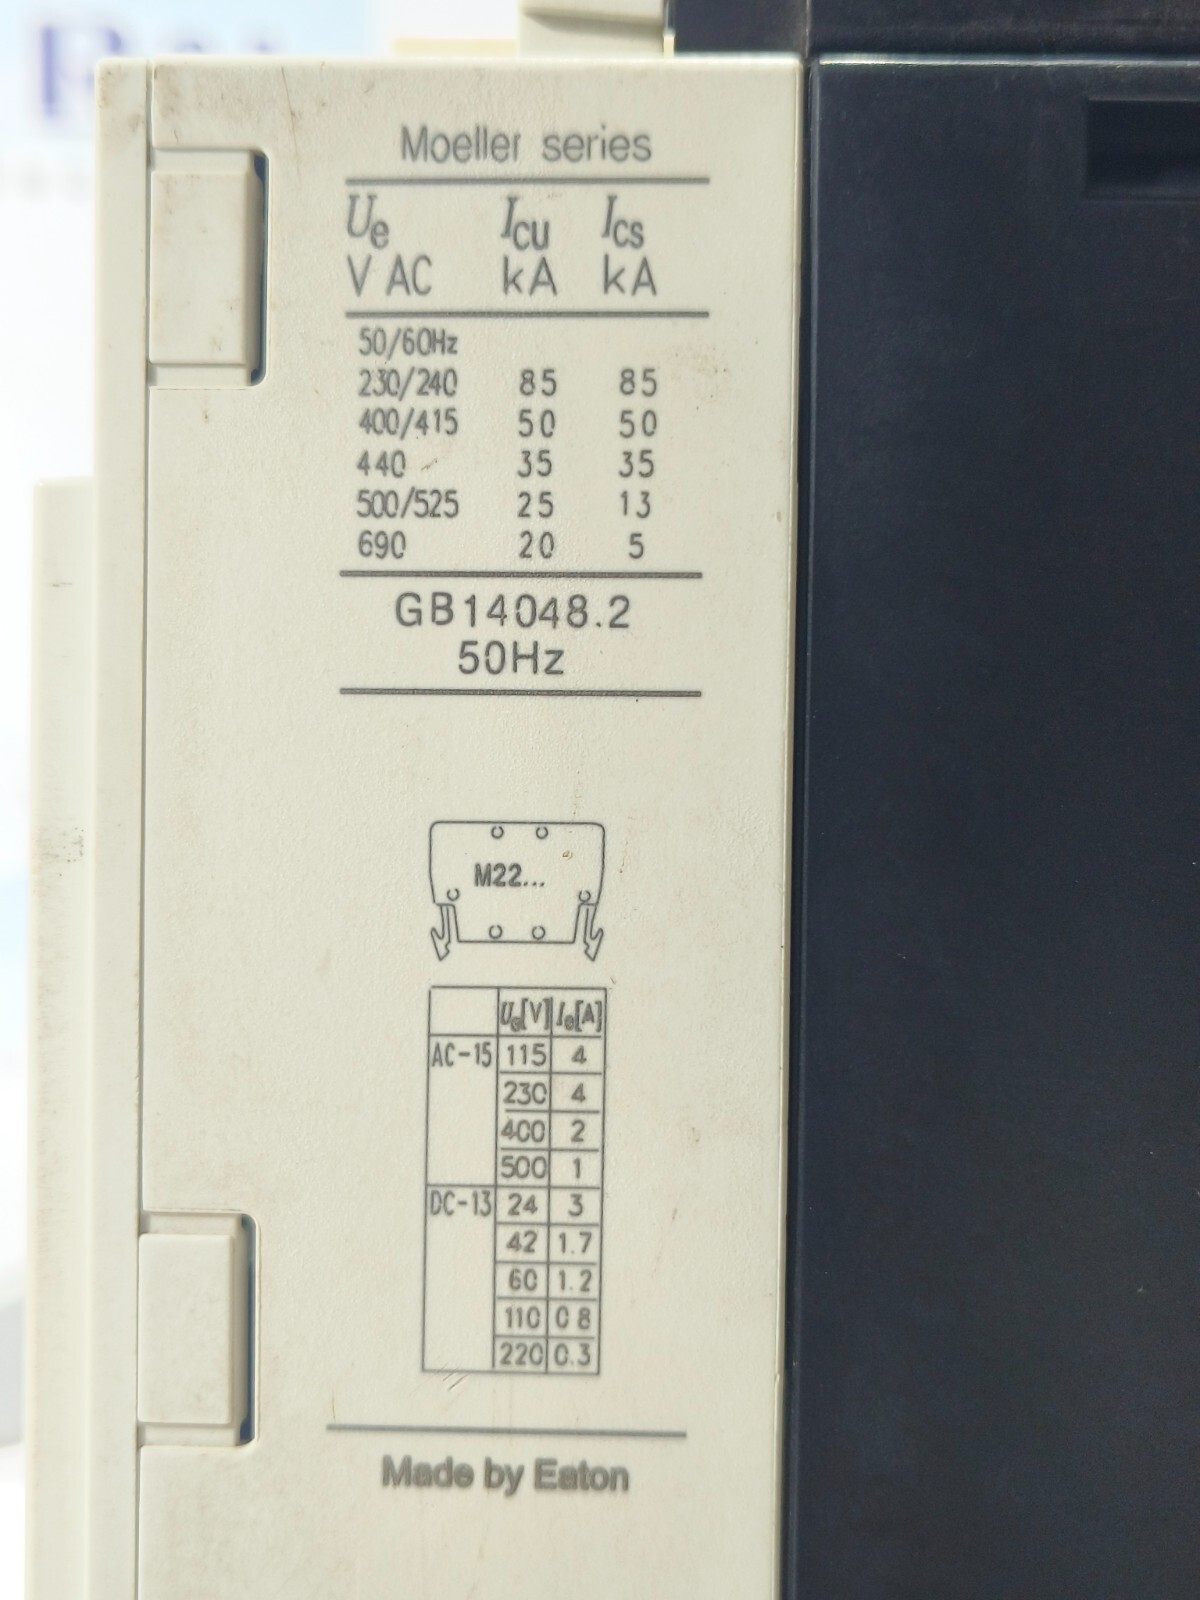 Moeller series
Ue Icu Ics
V AC kA kA
50/60Hz
230/240 85 85
400/415 50 50
440 35 35
500/525 25 13
690 20 5
GB14048.2
50Hz
M22...
Ue[V] Ie[A]
AC-15 115 4
230 4
400 2
500 1
DC-13 24 3
42 1.7
60 1.2
110 0 8
220 0.3
Made by Eaton